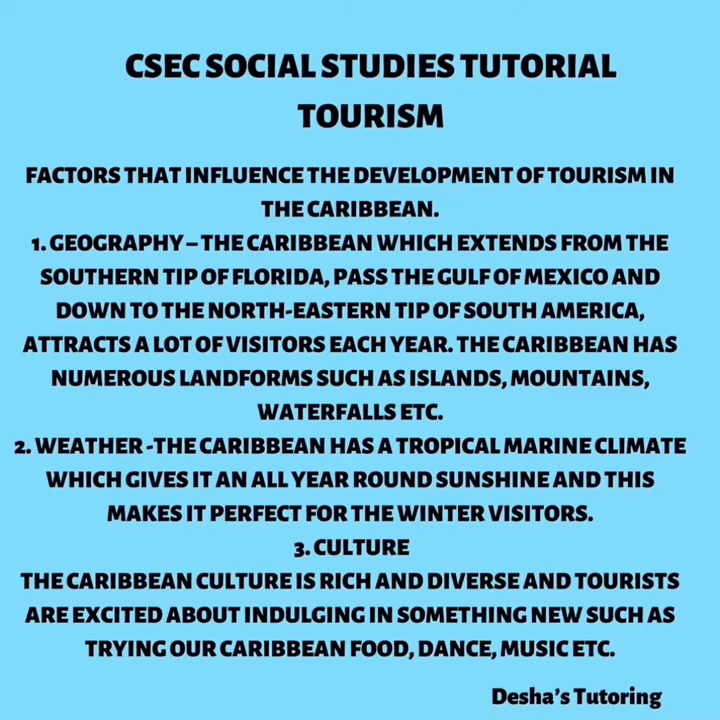 CSEC SOCIAL STUDIES TUTORIAL
TOURISM
FACTORS THAT INFLUENCE THE DEVELOPMENT OF TOURISM IN
THE CARIBBEAN.
1. GEOGRAPHY – THE CARIBBEAN WHICH EXTENDS FROM THE
SOUTHERN TIP OF FLORIDA, PASS THE GULF OF MEXICO AND
DOWN TO THE NORTH-EASTERN TIP OF SOUTH AMERICA,
ATTRACTS A LOT OF VISITORS EACH YEAR. THE CARIBBEAN HAS
NUMEROUS LANDFORMS SUCH AS ISLANDS, MOUNTAINS,
WATERFALLS ETC.
2. WEATHER -THE CARIBBEAN HAS A TROPICAL MARINE CLIMATE
WHICH GIVES IT AN ALL YEAR ROUND SUNSHINE AND THIS
MAKES IT PERFECT FOR THE WINTER VISITORS.
3. CULTURE
THE CARIBBEAN CULTURE IS RICH AND DIVERSE AND TOURISTS
ARE EXCITED ABOUT INDULGING IN SOMETHING NEW SUCH AS
TRYING OUR CARIBBEAN FOOD, DANCE, MUSIC ETC.
Desha's Tutoring